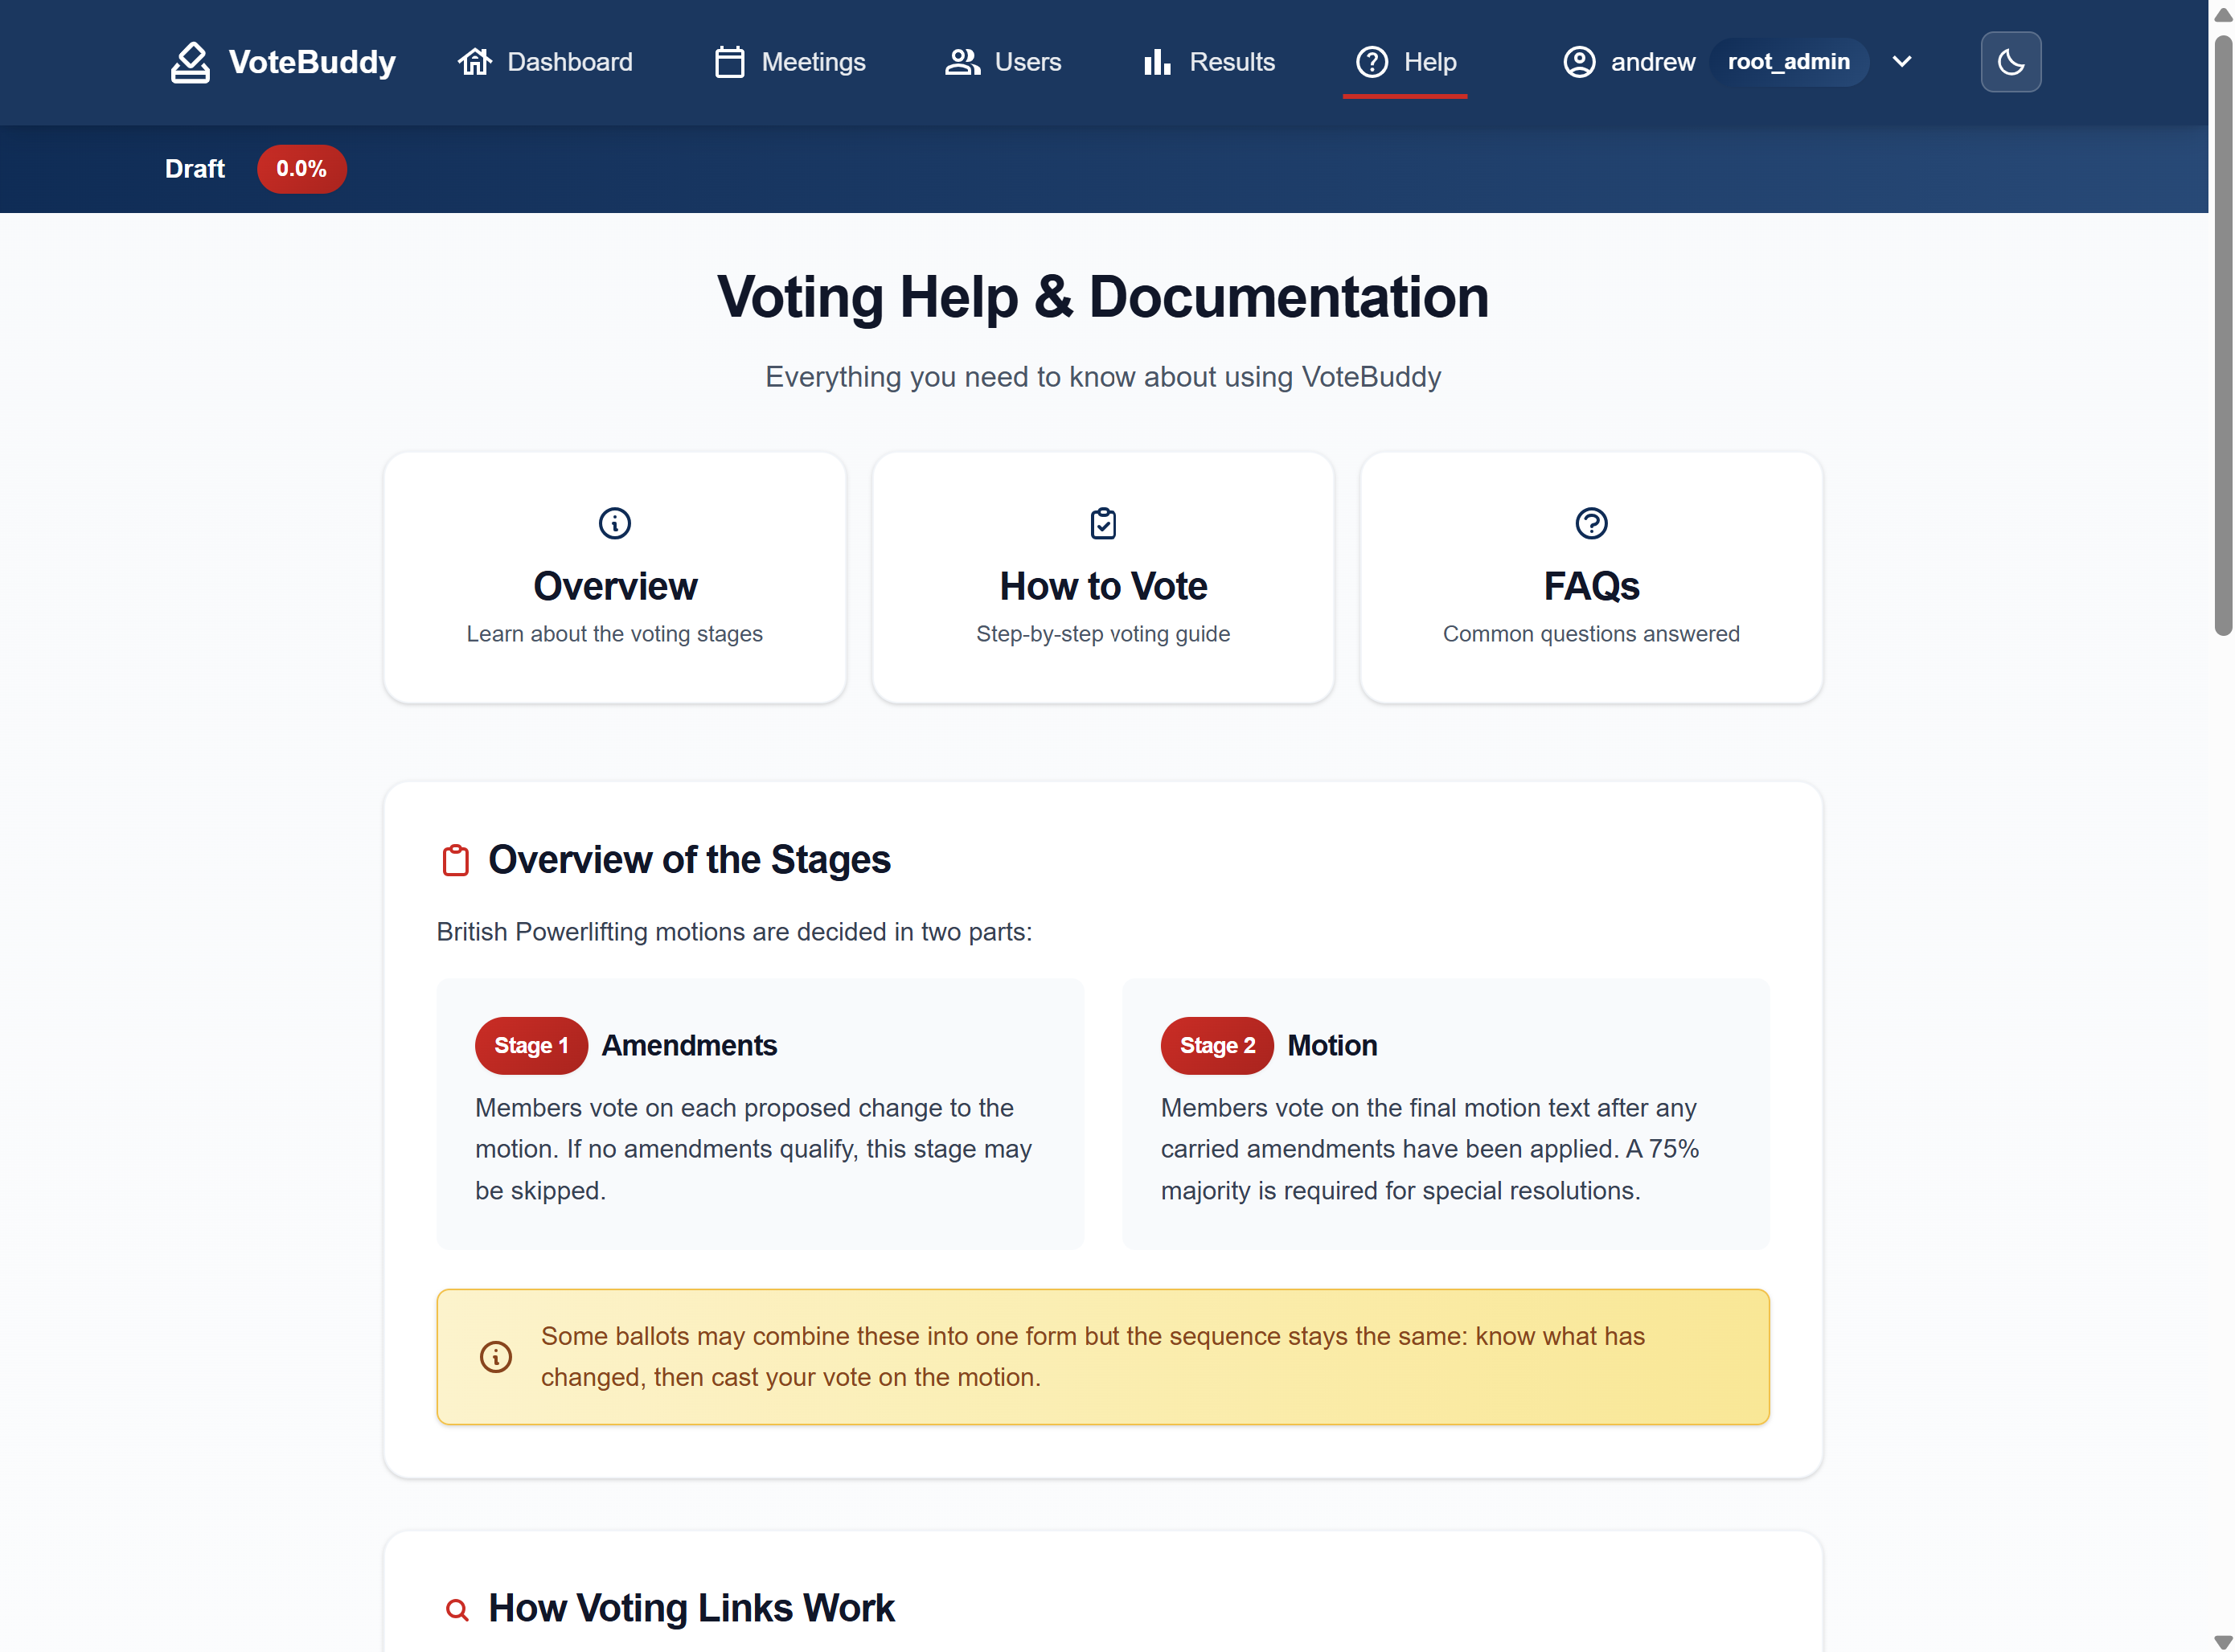 VoteBuddy
Dashboard
Meetings
Users
Results
Help
andrew
root_admin
Draft
0.0%
Voting Help & Documentation
Everything you need to know about using VoteBuddy
Overview
Learn about the voting stages
How to Vote
Step-by-step voting guide
FAQs
Common questions answered
Overview of the Stages
British Powerlifting motions are decided in two parts:
Stage 1
Amendments
Members vote on each proposed change to the
motion. If no amendments qualify, this stage may
be skipped.
Stage 2
Motion
Members vote on the final motion text after any
carried amendments have been applied. A 75%
majority is required for special resolutions.
Some ballots may combine these into one form but the sequence stays the same: know what has
changed, then cast your vote on the motion.
How Voting Links Work